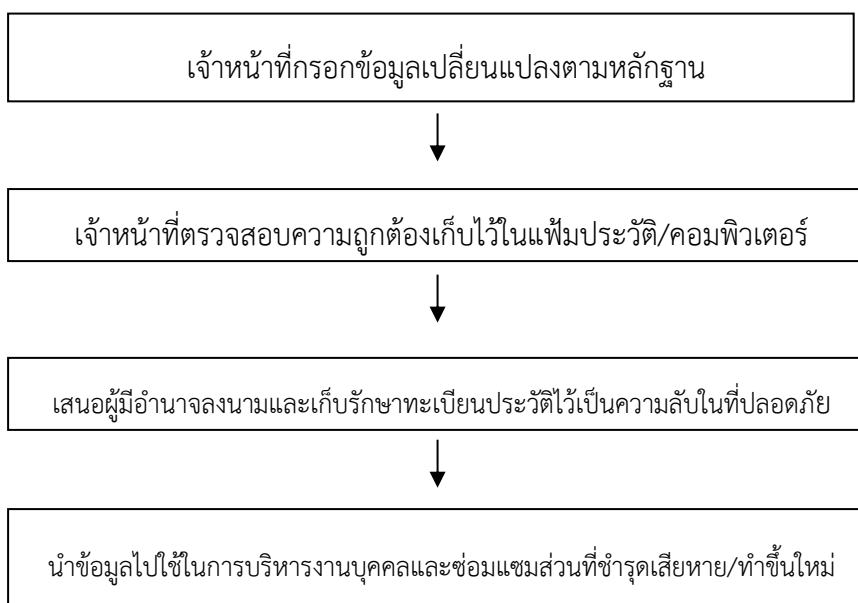 เจ้าหน้าที่กรอกข้อมูลเปลี่ยนแปลงตามหลักฐาน
เจ้าหน้าที่ตรวจสอบความถูกต้องเก็บไว้ในแฟ้มประวัติ/คอมพิวเตอร์
เสนอผู้มีอำนาจลงนามและเก็บรักษาทะเบียนประวัติไว้เป็นความลับในที่ปลอดภัย
นำข้อมูลไปใช้ในการบริหารงานบุคคลและซ่อมแซมส่วนที่ชำรุดเสียหาย/ทำขึ้นใหม่